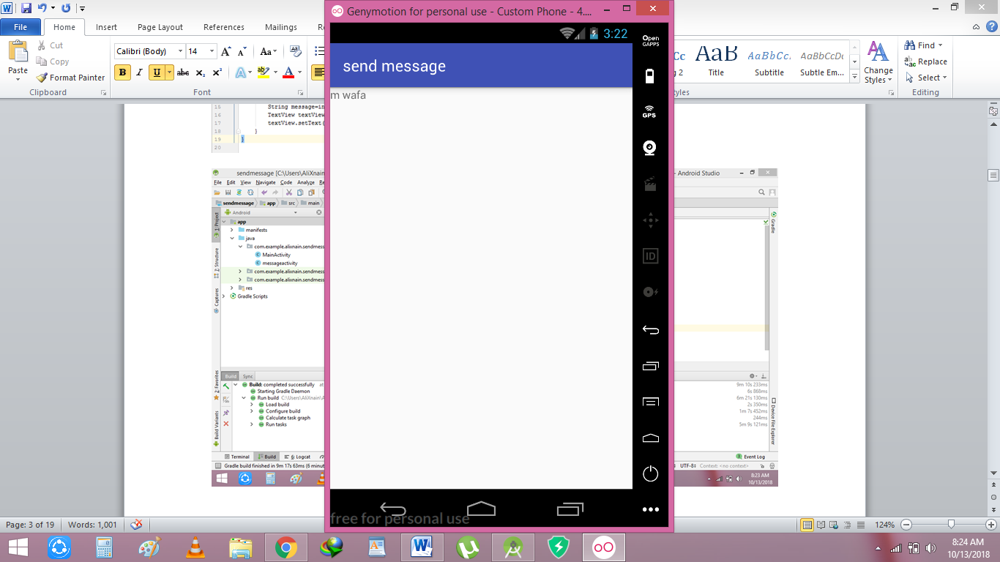 Genymotion for personal use - Custom Phone - 4....
File
Home
Insert
Page Layout
References
Mailings
Cut
Copy
Format Painter
Paste
Clipboard
Calibri (Body)
14
Font
Title
Subtitle
Subtle Em...
Change
Styles
Find
Replace
Select
Editing
3:22
Open
GAPPS
GPS
ID
send message
m wafa
15 String message=in
16 TextView textView
17 textView.setText(
18 }
19 }
20
sendmessage [C:\Users\AliXnain
- Android Studio
File Edit View Navigate Code Analyze
sendmessage app src main
Android
app
manifests
java
com.example.alixnain.sendmess
MainActivity
messageactivity
com.example.alixnain.sendmess
com.example.alixnain.sendmess
res
Gradle Scripts
1: Project
7: Structure
Captures
2: Favorites
Build Variants
Gradle
Device File Explorer
Build Sync
Build: completed successfully at
Starting Gradle Daemon
Run build C:\Users\AliXnain\A
Load build
Configure build
Calculate task graph
Run tasks
9m 10s 233ms
6s 868ms
6m 21s 130ms
2s 350ms
1m 7s 452ms
244ms
5m 9s 121ms
Terminal Build 6: Logcat
Event Log
Gradle build finished in 9m 17s 63ms (6 minut
UTF-8 Context: <no context>
8:23 AM
10/13/2018
free for personal use
Page: 3 of 19
Words: 1,001
124%
8:24 AM
10/13/2018